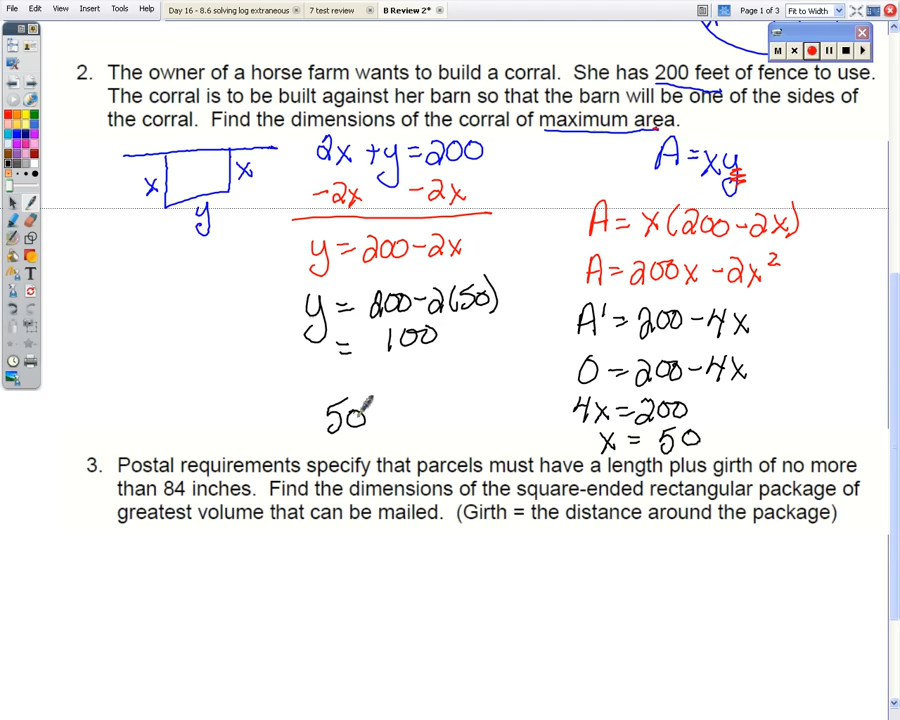 File Edit View Insert Tools Help
Day 16 - 8.6 solving log extraneous
7 test review
B Review 2*
Page 1 of 3
Fit to Width
M
2. The owner of a horse farm wants to build a corral. She has 200 feet of fence to use.
The corral is to be built against her barn so that the barn will be one of the sides of
the corral. Find the dimensions of the corral of maximum area.
x x
y
2x + y = 200
-2x -2x
y = 200 - 2x
y = 200 - 2(50)
= 100
50
A = xy
A = x(200 - 2x)
A = 200x - 2x²
A' = 200 - 4x
0 = 200 - 4x
4x = 200
x = 50
3. Postal requirements specify that parcels must have a length plus girth of no more
than 84 inches. Find the dimensions of the square-ended rectangular package of
greatest volume that can be mailed. (Girth = the distance around the package)